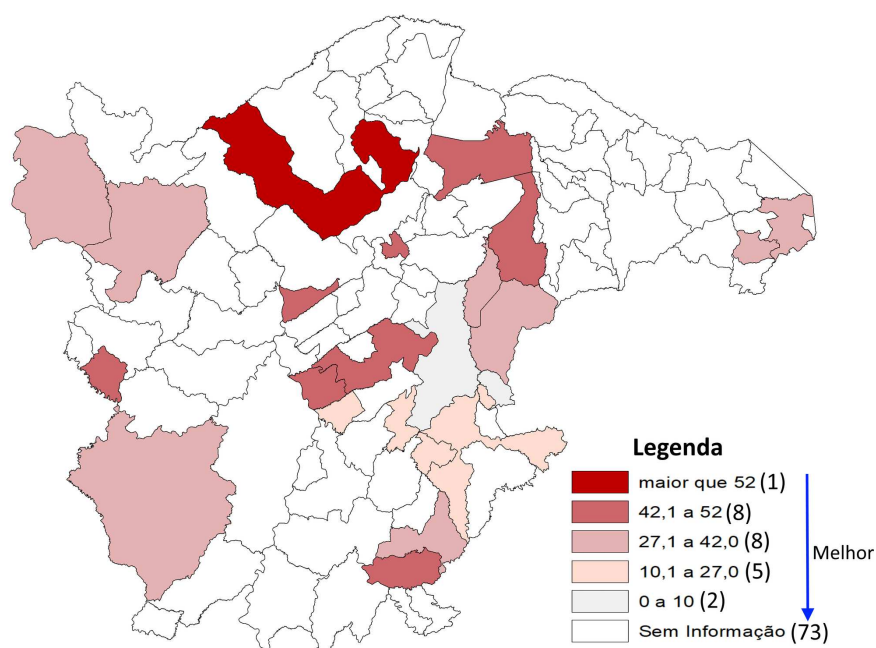 Legenda
maior que 52 (1)
42,1 a 52 (8)
27,1 a 42,0 (8)
10,1 a 27,0 (5)
0 a 10 (2)
Sem Informação (73)
Melhor